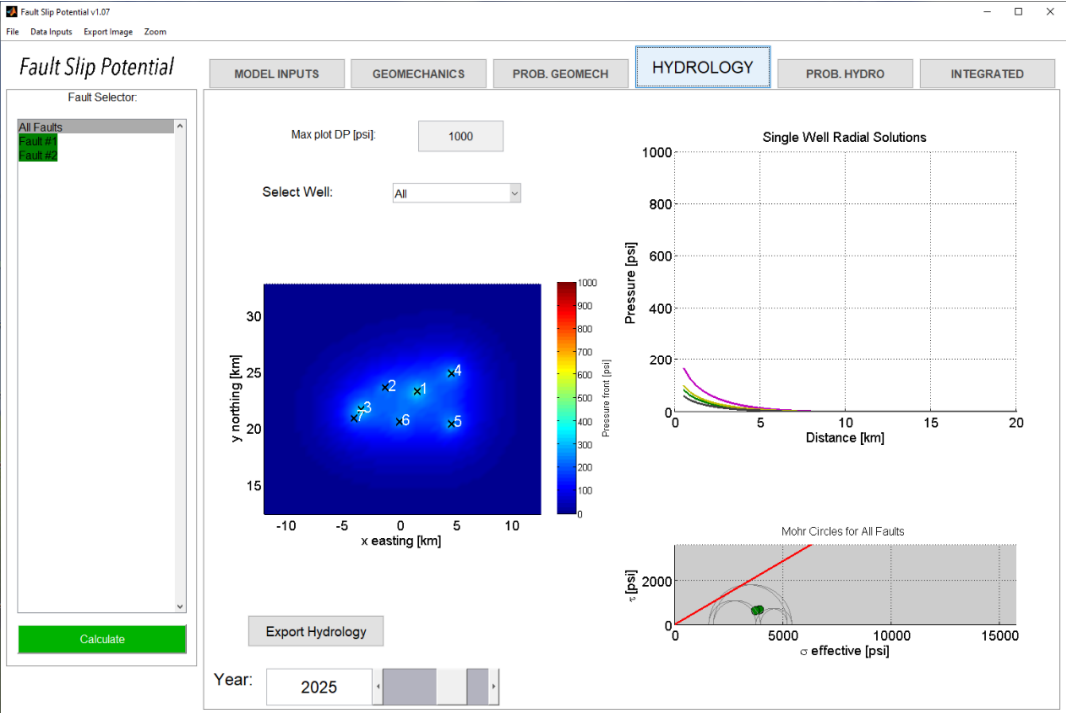 Fault Slip Potential v1.07
File Data Inputs Export Image Zoom
Fault Slip Potential
MODEL INPUTS GEOMECHANICS PROB. GEOMECH HYDROLOGY PROB. HYDRO INTEGRATED
Fault Selector:
All Faults
Fault #1
Fault #2
Calculate
Max plot DP [psi]: 1000
Select Well: All
30
25
20
15
y northing [km]
-10 -5 0 5 10
x easting [km]
1
2
3
4
5
6
1000
900
800
700
600
500
400
300
200
100
0
Pressure front [psi]
Export Hydrology
Year: 2025
Single Well Radial Solutions
1000
800
600
400
200
0
Pressure [psi]
0 5 10 15 20
Distance [km]
Mohr Circles for All Faults
2000
0
τ [psi]
0 5000 10000 15000
σ effective [psi]